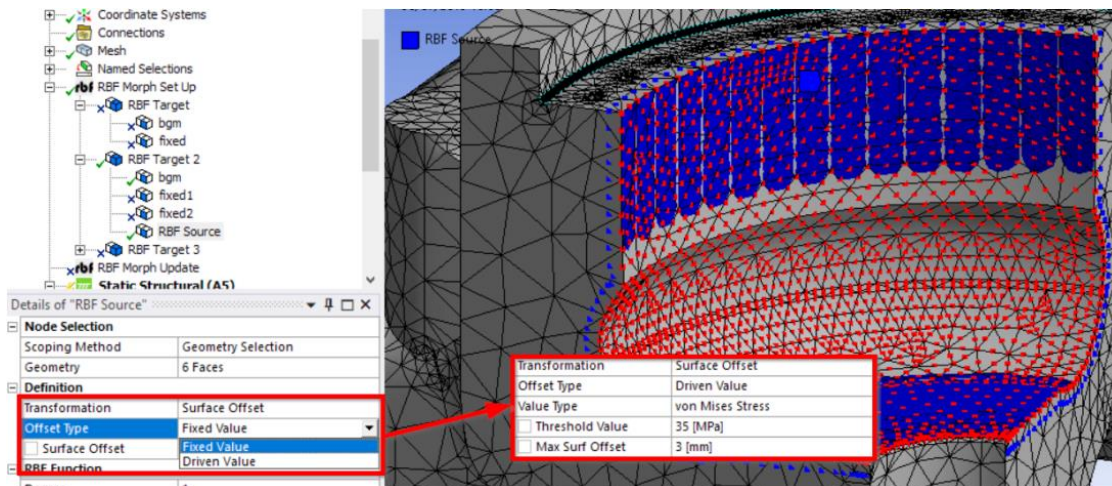 Coordinate Systems
Connections
Mesh
Named Selections
rbf RBF Morph Set Up
RBF Target
bgm
fixed
RBF Target 2
bgm
fixed1
fixed2
RBF Source
RBF Target 3
rbf RBF Morph Update
Static Structural (A5)
Details of "RBF Source"
Node Selection
Scoping Method Geometry Selection
Geometry 6 Faces
Definition
Transformation Surface Offset
Offset Type Fixed Value
Surface Offset Fixed Value
Driven Value
RBF Function
RBF Source
Transformation Surface Offset
Offset Type Driven Value
Value Type von Mises Stress
Threshold Value 35 [MPa]
Max Surf Offset 3 [mm]